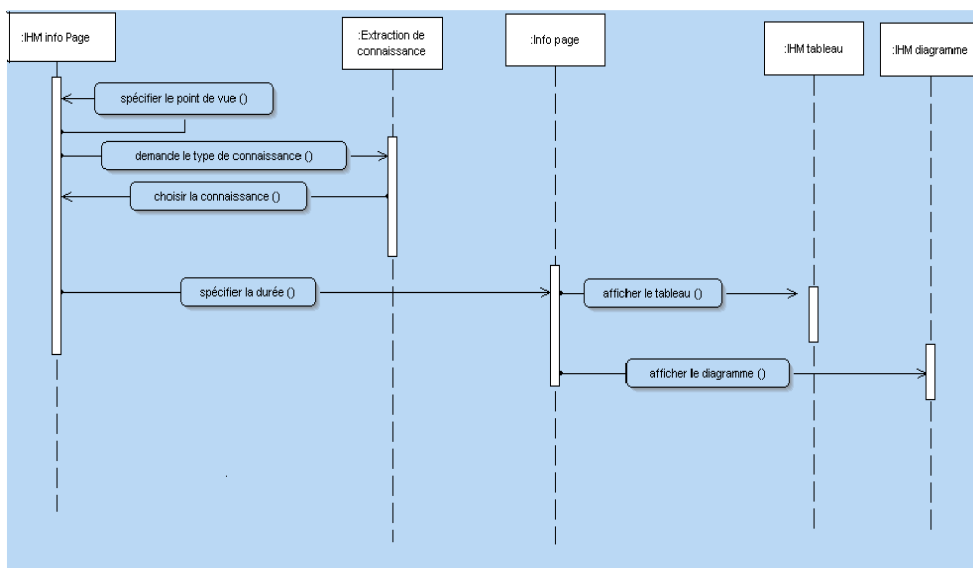 :IHM info Page
:Extraction de
connaissance
:Info page
:IHM tableau
:IHM diagramme
spécifier le point de vue ()
demande le type de connaissance ()
choisir la connaissance ()
spécifier la durée ()
afficher le tableau ()
afficher le diagramme ()